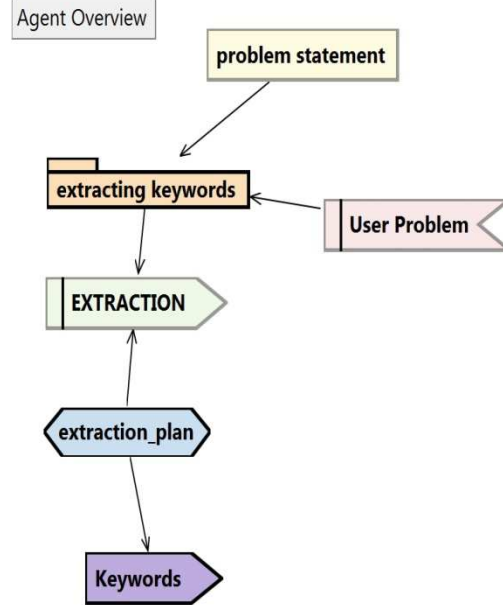 Agent Overview
problem statement
extracting keywords
User Problem
EXTRACTION
extraction_plan
Keywords